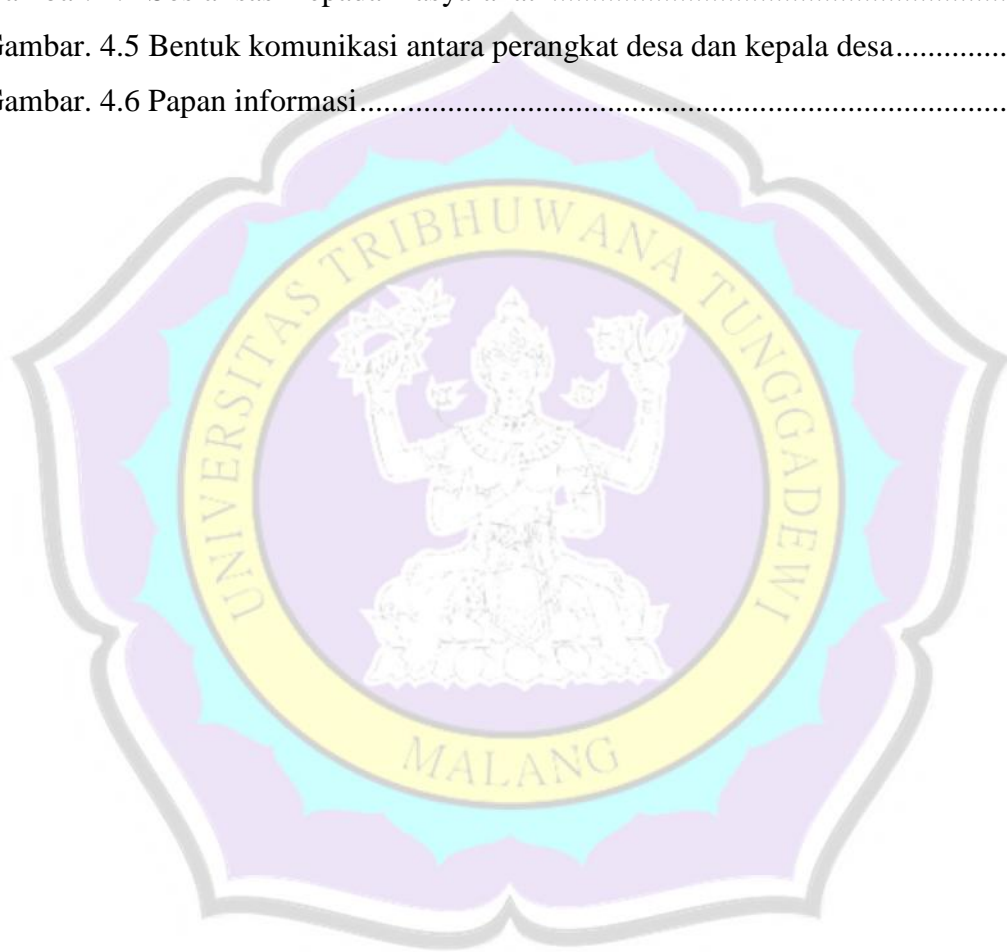 Gambar. 4.5 Bentuk komunikasi antara perangkat desa dan kepala desa..............
Gambar. 4.6 Papan informasi..................................................................................
UNIVERSITAS TRIBHUWANA TUNGGADEWI
MALANG